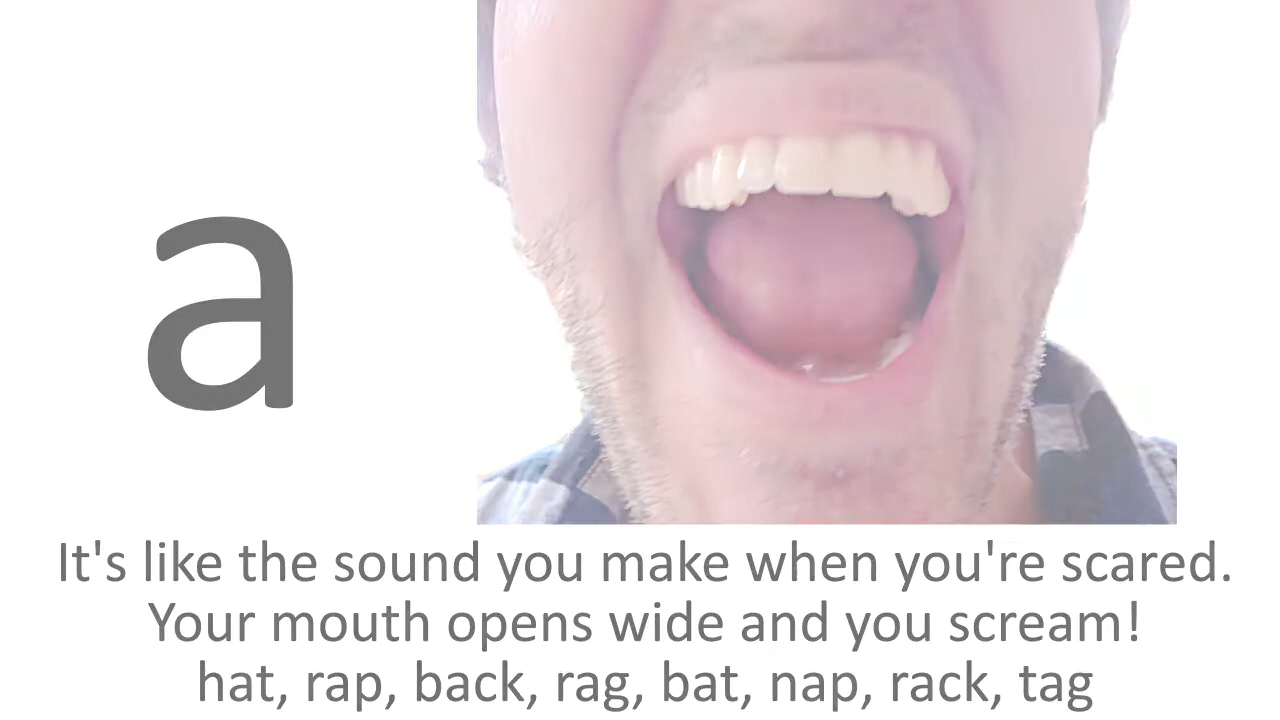 a
It's like the sound you make when you're scared.
Your mouth opens wide and you scream!
hat, rap, back, rag, bat, nap, rack, tag